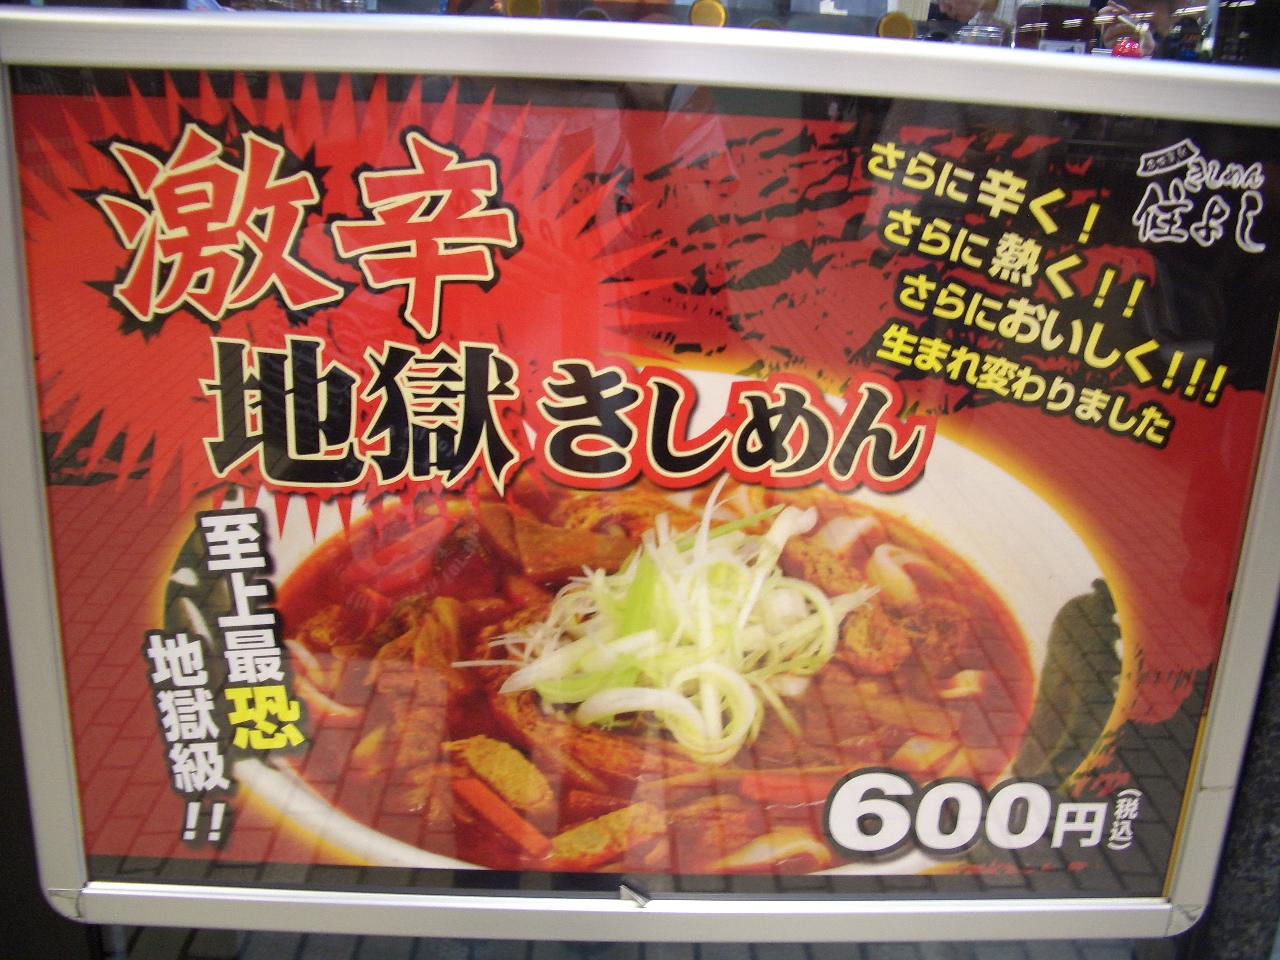 激辛
地獄きしめん
さらに辛く!
さらに熱く!!
さらにおいしく!!!
生まれ変わりました
きしめん
住よし
至上最恐
地獄級!!
600円(税込)